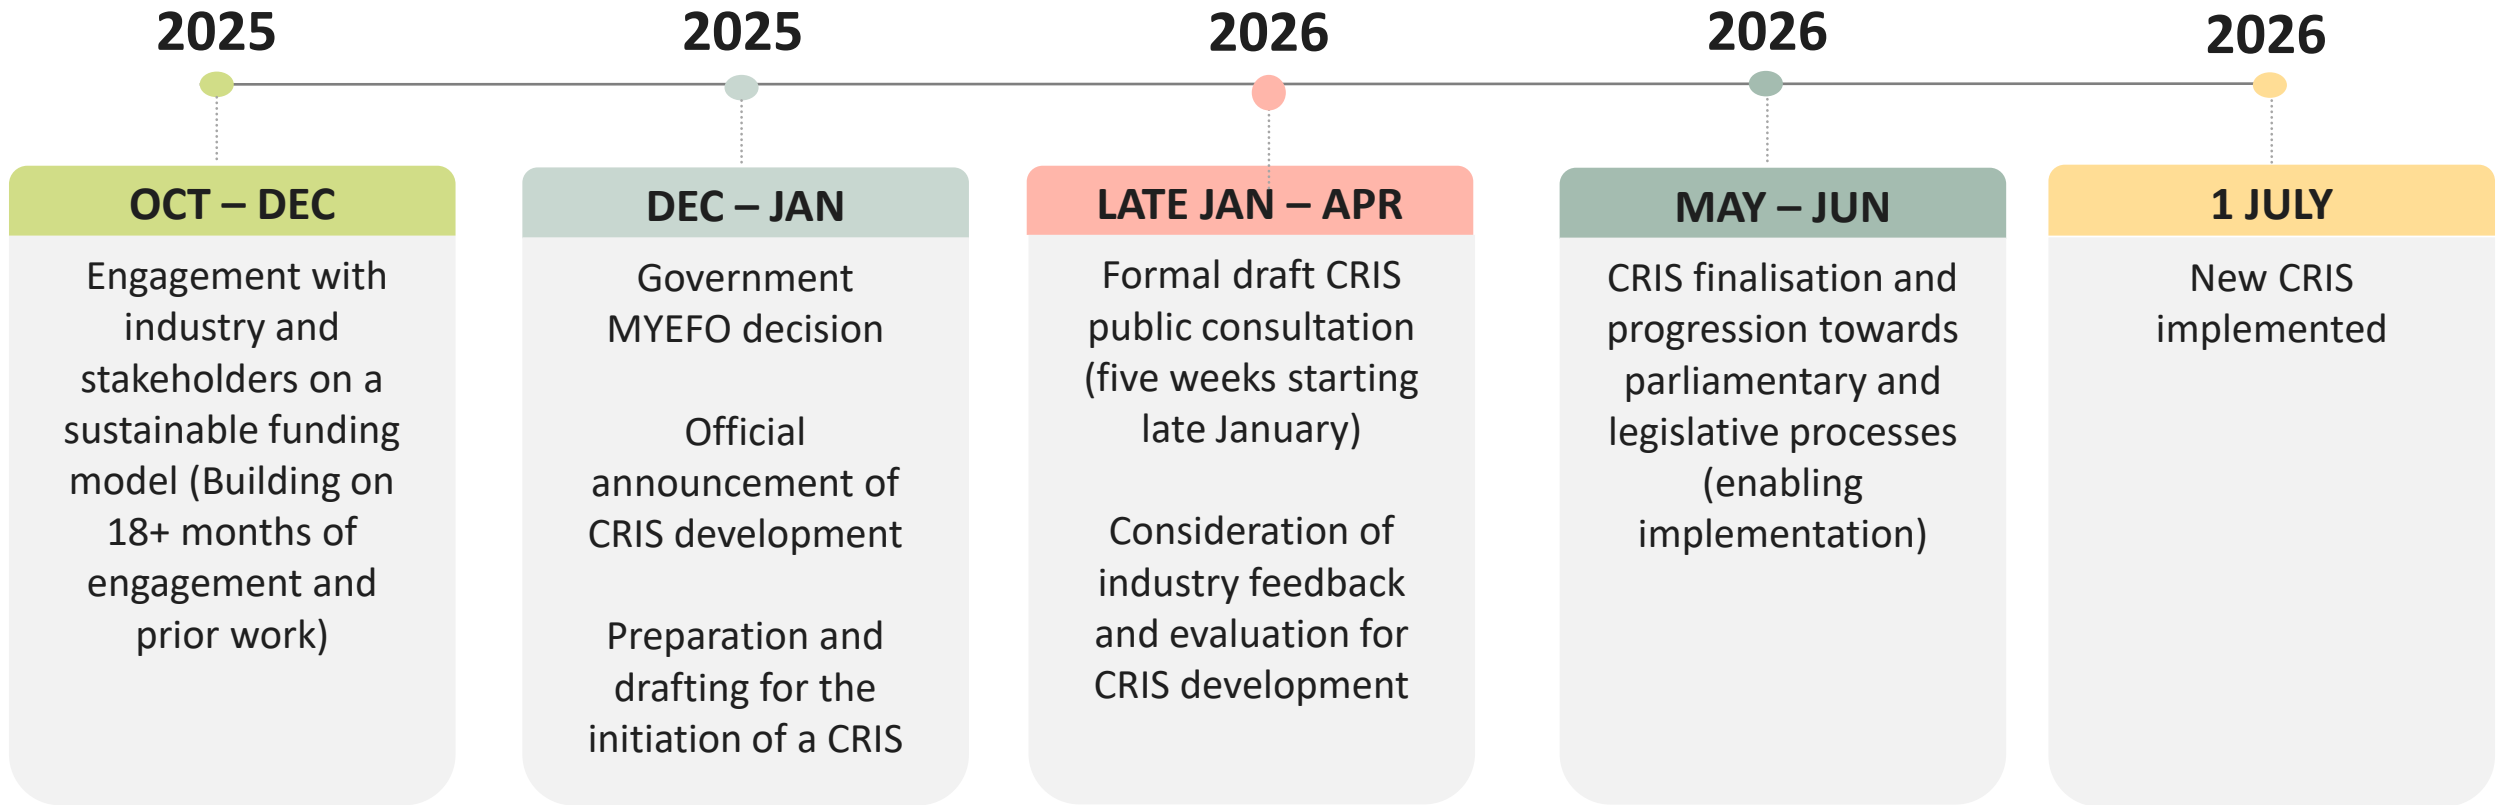 2025
OCT – DEC
Engagement with
industry and
stakeholders on a
sustainable funding
model (Building on
18+ months of
engagement and
prior work)
2025
DEC – JAN
Government
MYEFO decision
Official
announcement of
CRIS development
Preparation and
drafting for the
initiation of a CRIS
2026
LATE JAN – APR
Formal draft CRIS
public consultation
(five weeks starting
late January)
Consideration of
industry feedback
and evaluation for
CRIS development
2026
MAY – JUN
CRIS finalisation and
progression towards
parliamentary and
legislative processes
(enabling
implementation)
2026
1 JULY
New CRIS
implemented